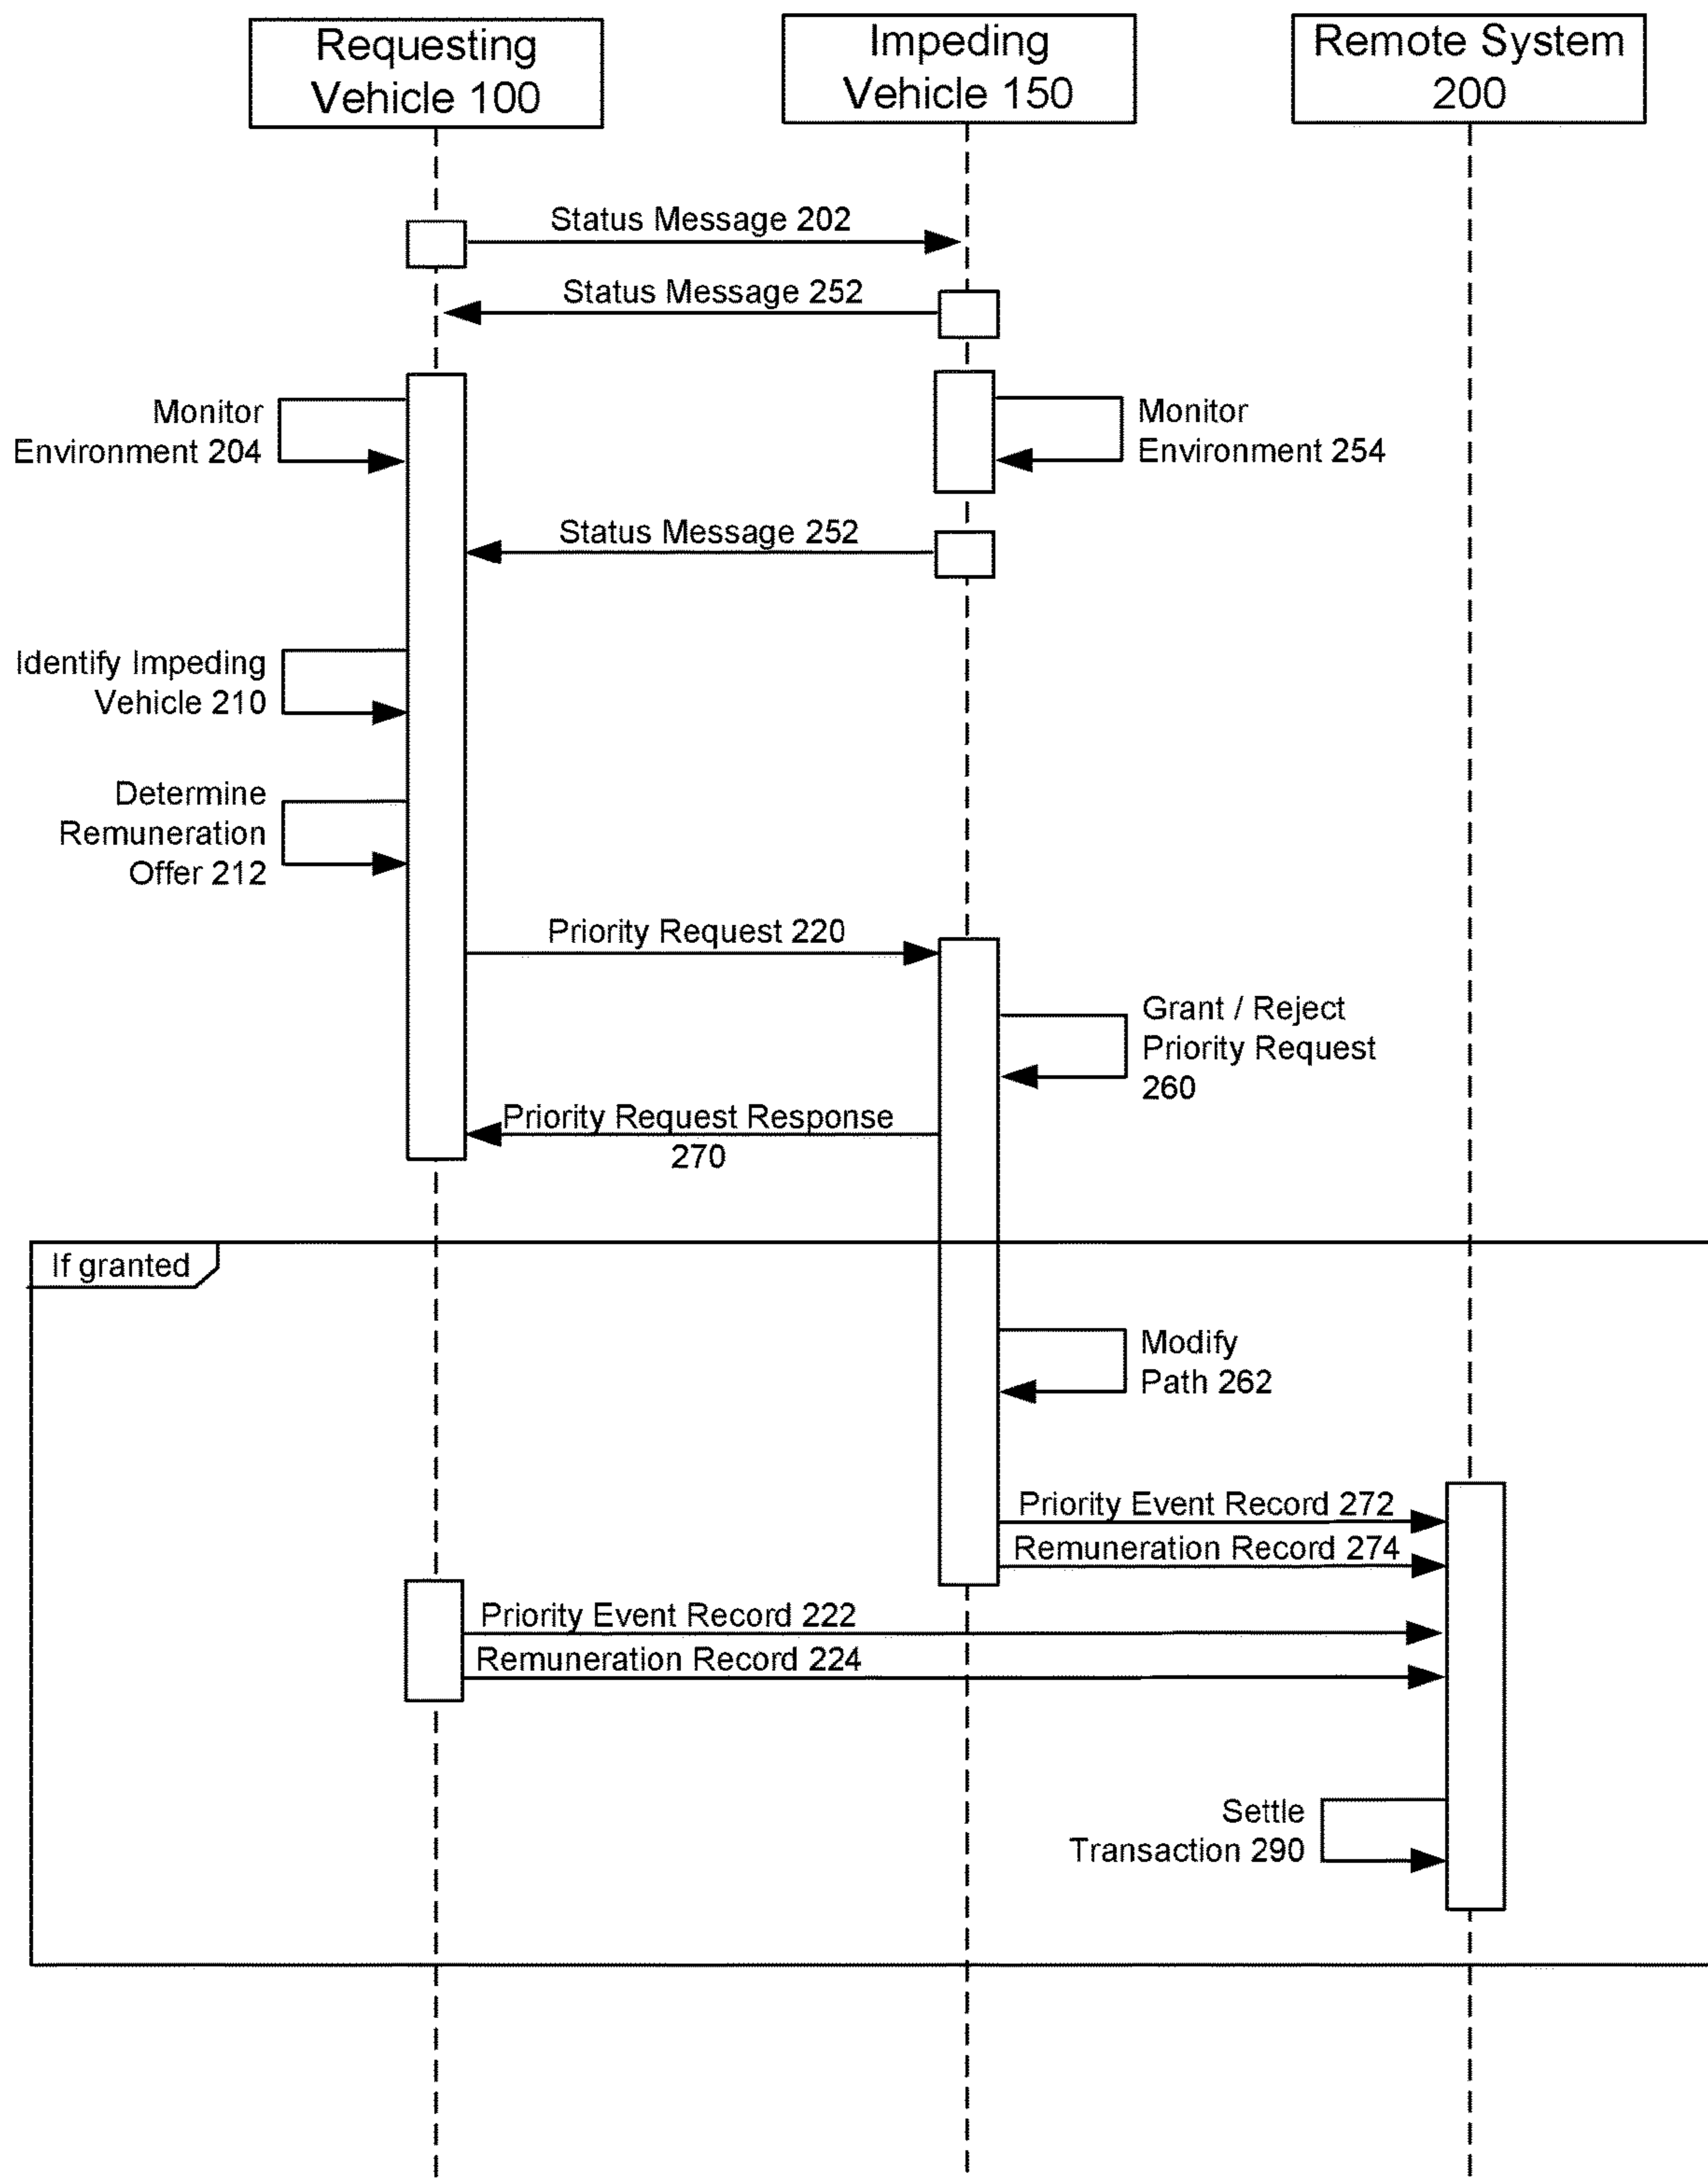 Requesting
Vehicle 100
Impeding
Vehicle 150
Remote System
200
Status Message 202
Status Message 252
Monitor
Environment 204
Monitor
Environment 254
Status Message 252
Identify Impeding
Vehicle 210
Determine
Remuneration
Offer 212
Priority Request 220
Grant / Reject
Priority Request
260
Priority Request Response
270
If granted
Modify
Path 262
Priority Event Record 272
Remuneration Record 274
Priority Event Record 222
Remuneration Record 224
Settle
Transaction 290